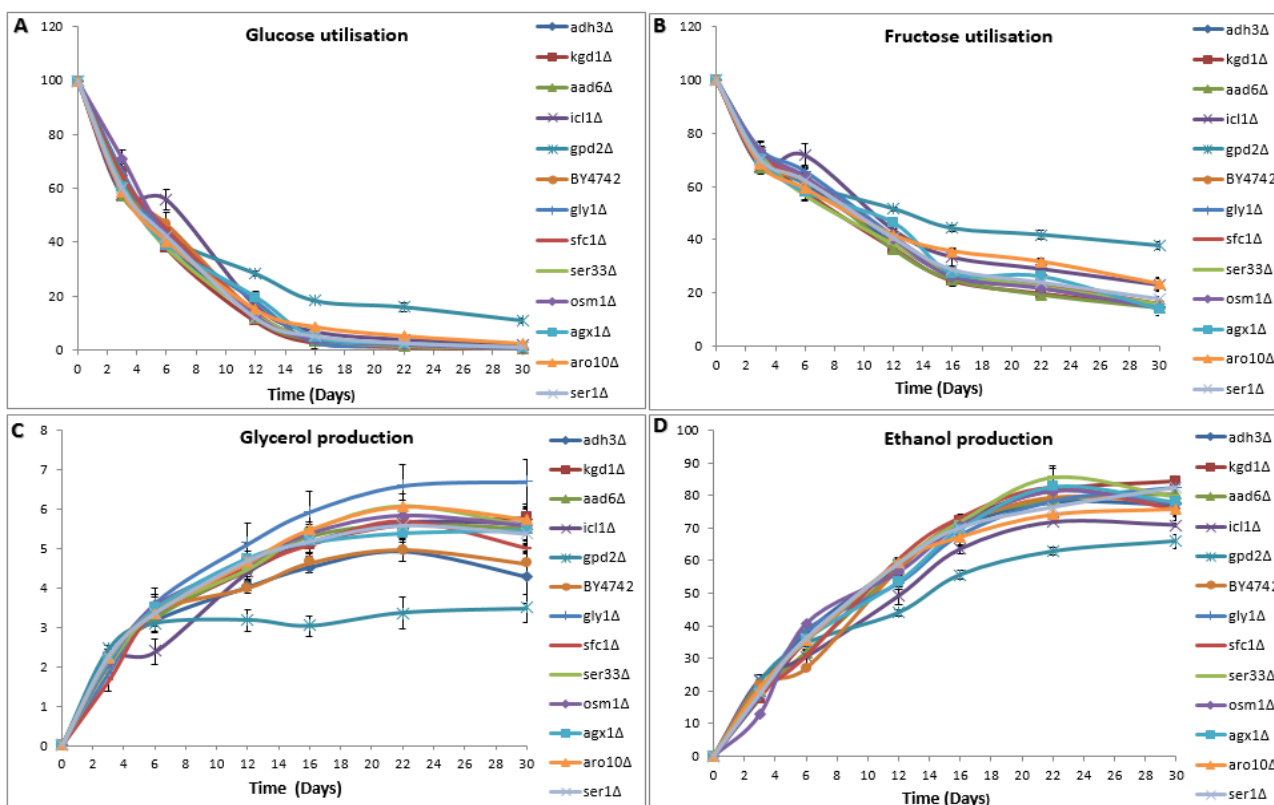 A
Glucose utilisation
120
100
80
60
40
20
0
0 2 4 6 8 10 12 14 16 18 20 22 24 26 28 30
Time (Days)
adh3Δ
kgd1Δ
aad6Δ
icl1Δ
gpd2Δ
BY4742
gly1Δ
sfc1Δ
ser33Δ
osm1Δ
agx1Δ
aro10Δ
ser1Δ
B
Fructose utilisation
120
100
80
60
40
20
0
0 2 4 6 8 10 12 14 16 18 20 22 24 26 28 30
Time (Days)
adh3Δ
kgd1Δ
aad6Δ
icl1Δ
gpd2Δ
BY4742
gly1Δ
sfc1Δ
ser33Δ
osm1Δ
agx1Δ
aro10Δ
ser1Δ
C
Glycerol production
8
7
6
5
4
3
2
1
0
0 2 4 6 8 10 12 14 16 18 20 22 24 26 28 30
Time (Days)
adh3Δ
kgd1Δ
aad6Δ
icl1Δ
gpd2Δ
BY4742
gly1Δ
sfc1Δ
ser33Δ
osm1Δ
agx1Δ
aro10Δ
ser1Δ
D
Ethanol production
100
90
80
70
60
50
40
30
20
10
0
0 2 4 6 8 10 12 14 16 18 20 22 24 26 28 30
Time (Days)
adh3Δ
kgd1Δ
aad6Δ
icl1Δ
gpd2Δ
BY4742
gly1Δ
sfc1Δ
ser33Δ
osm1Δ
agx1Δ
aro10Δ
ser1Δ